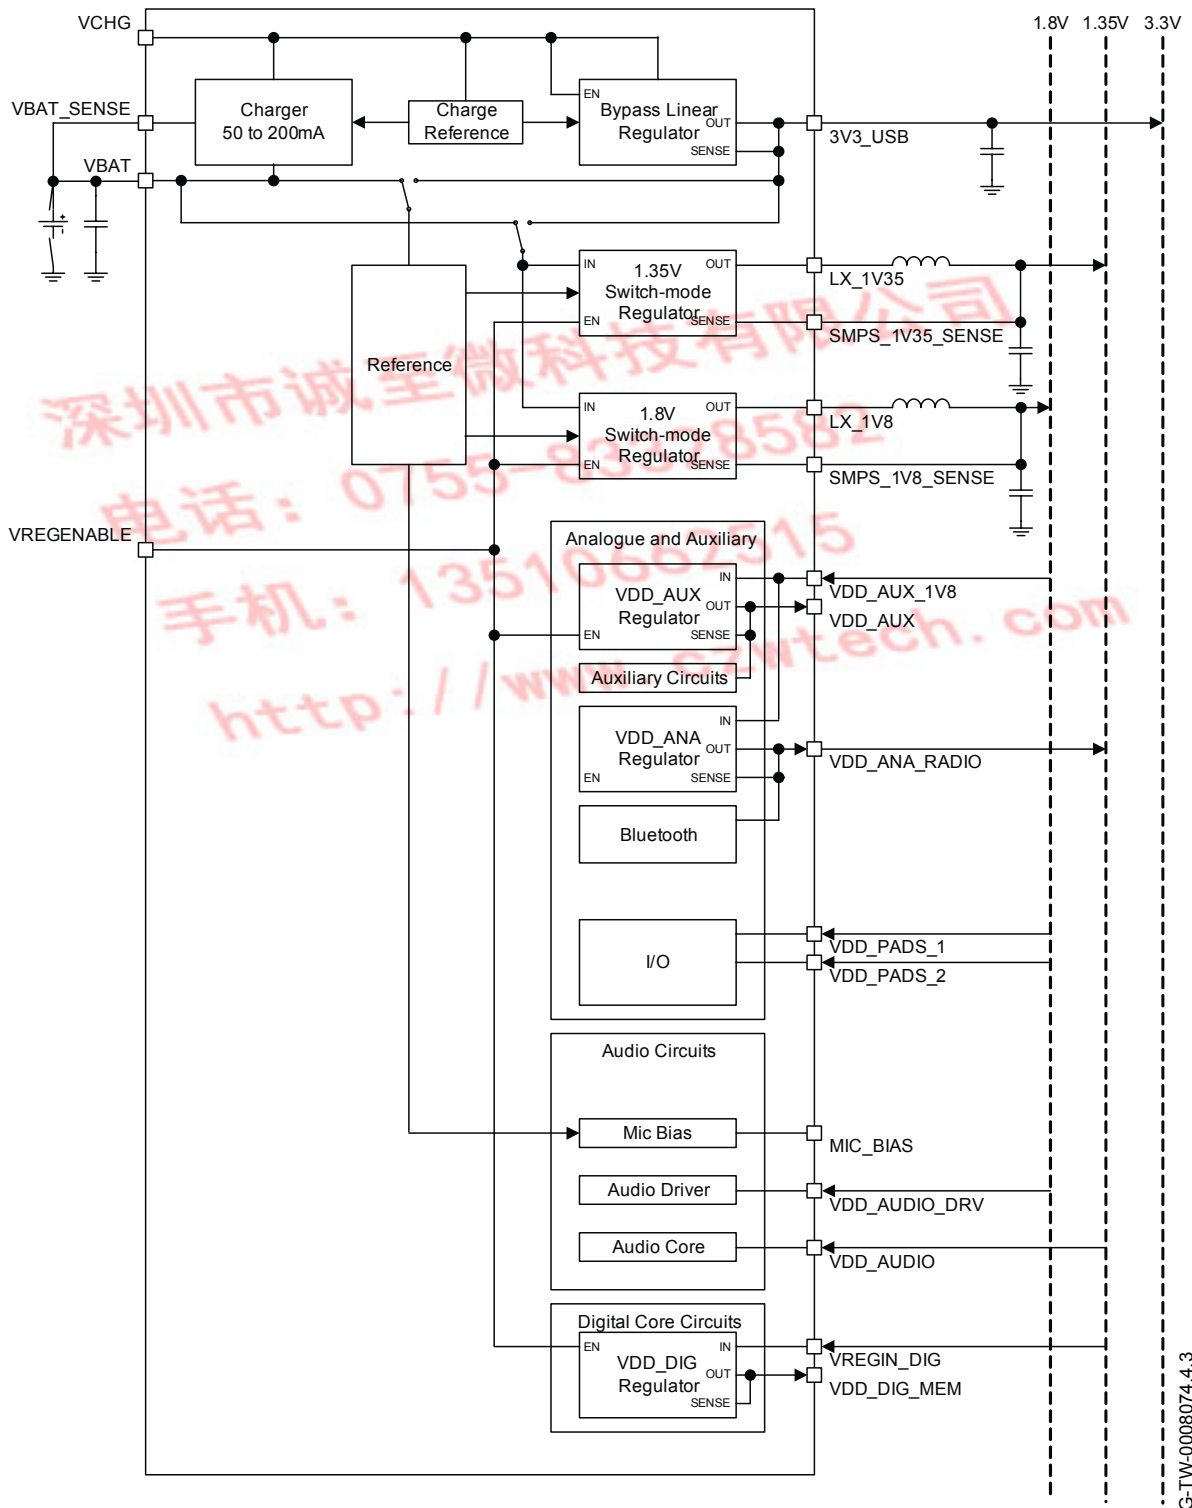 VCHG
1.8V 1.35V 3.3V
VBAT_SENSE
Charger
50 to 200mA
Charge
Reference
EN
Bypass Linear
Regulator
OUT
SENSE
3V3_USB
VBAT
IN
1.35V
Switch-mode
Regulator
OUT
EN
SENSE
LX_1V35
SMPS_1V35_SENSE
Reference
IN
1.8V
Switch-mode
Regulator
OUT
EN
SENSE
LX_1V8
SMPS_1V8_SENSE
深圳市诚至微科技有限公司
电话：0755-83328582
手机：13510662515
http://www.czwtech.com
VREGENABLE
Analogue and Auxiliary
VDD_AUX
Regulator
IN
OUT
EN
SENSE
VDD_AUX_1V8
VDD_AUX
Auxiliary Circuits
VDD_ANA
Regulator
IN
OUT
EN
SENSE
VDD_ANA_RADIO
Bluetooth
I/O
VDD_PADS_1
VDD_PADS_2
Audio Circuits
Mic Bias
MIC_BIAS
Audio Driver
VDD_AUDIO_DRV
Audio Core
VDD_AUDIO
Digital Core Circuits
EN
VDD_DIG
Regulator
IN
OUT
SENSE
VREGIN_DIG
VDD_DIG_MEM
G-TW-0008074.4.3